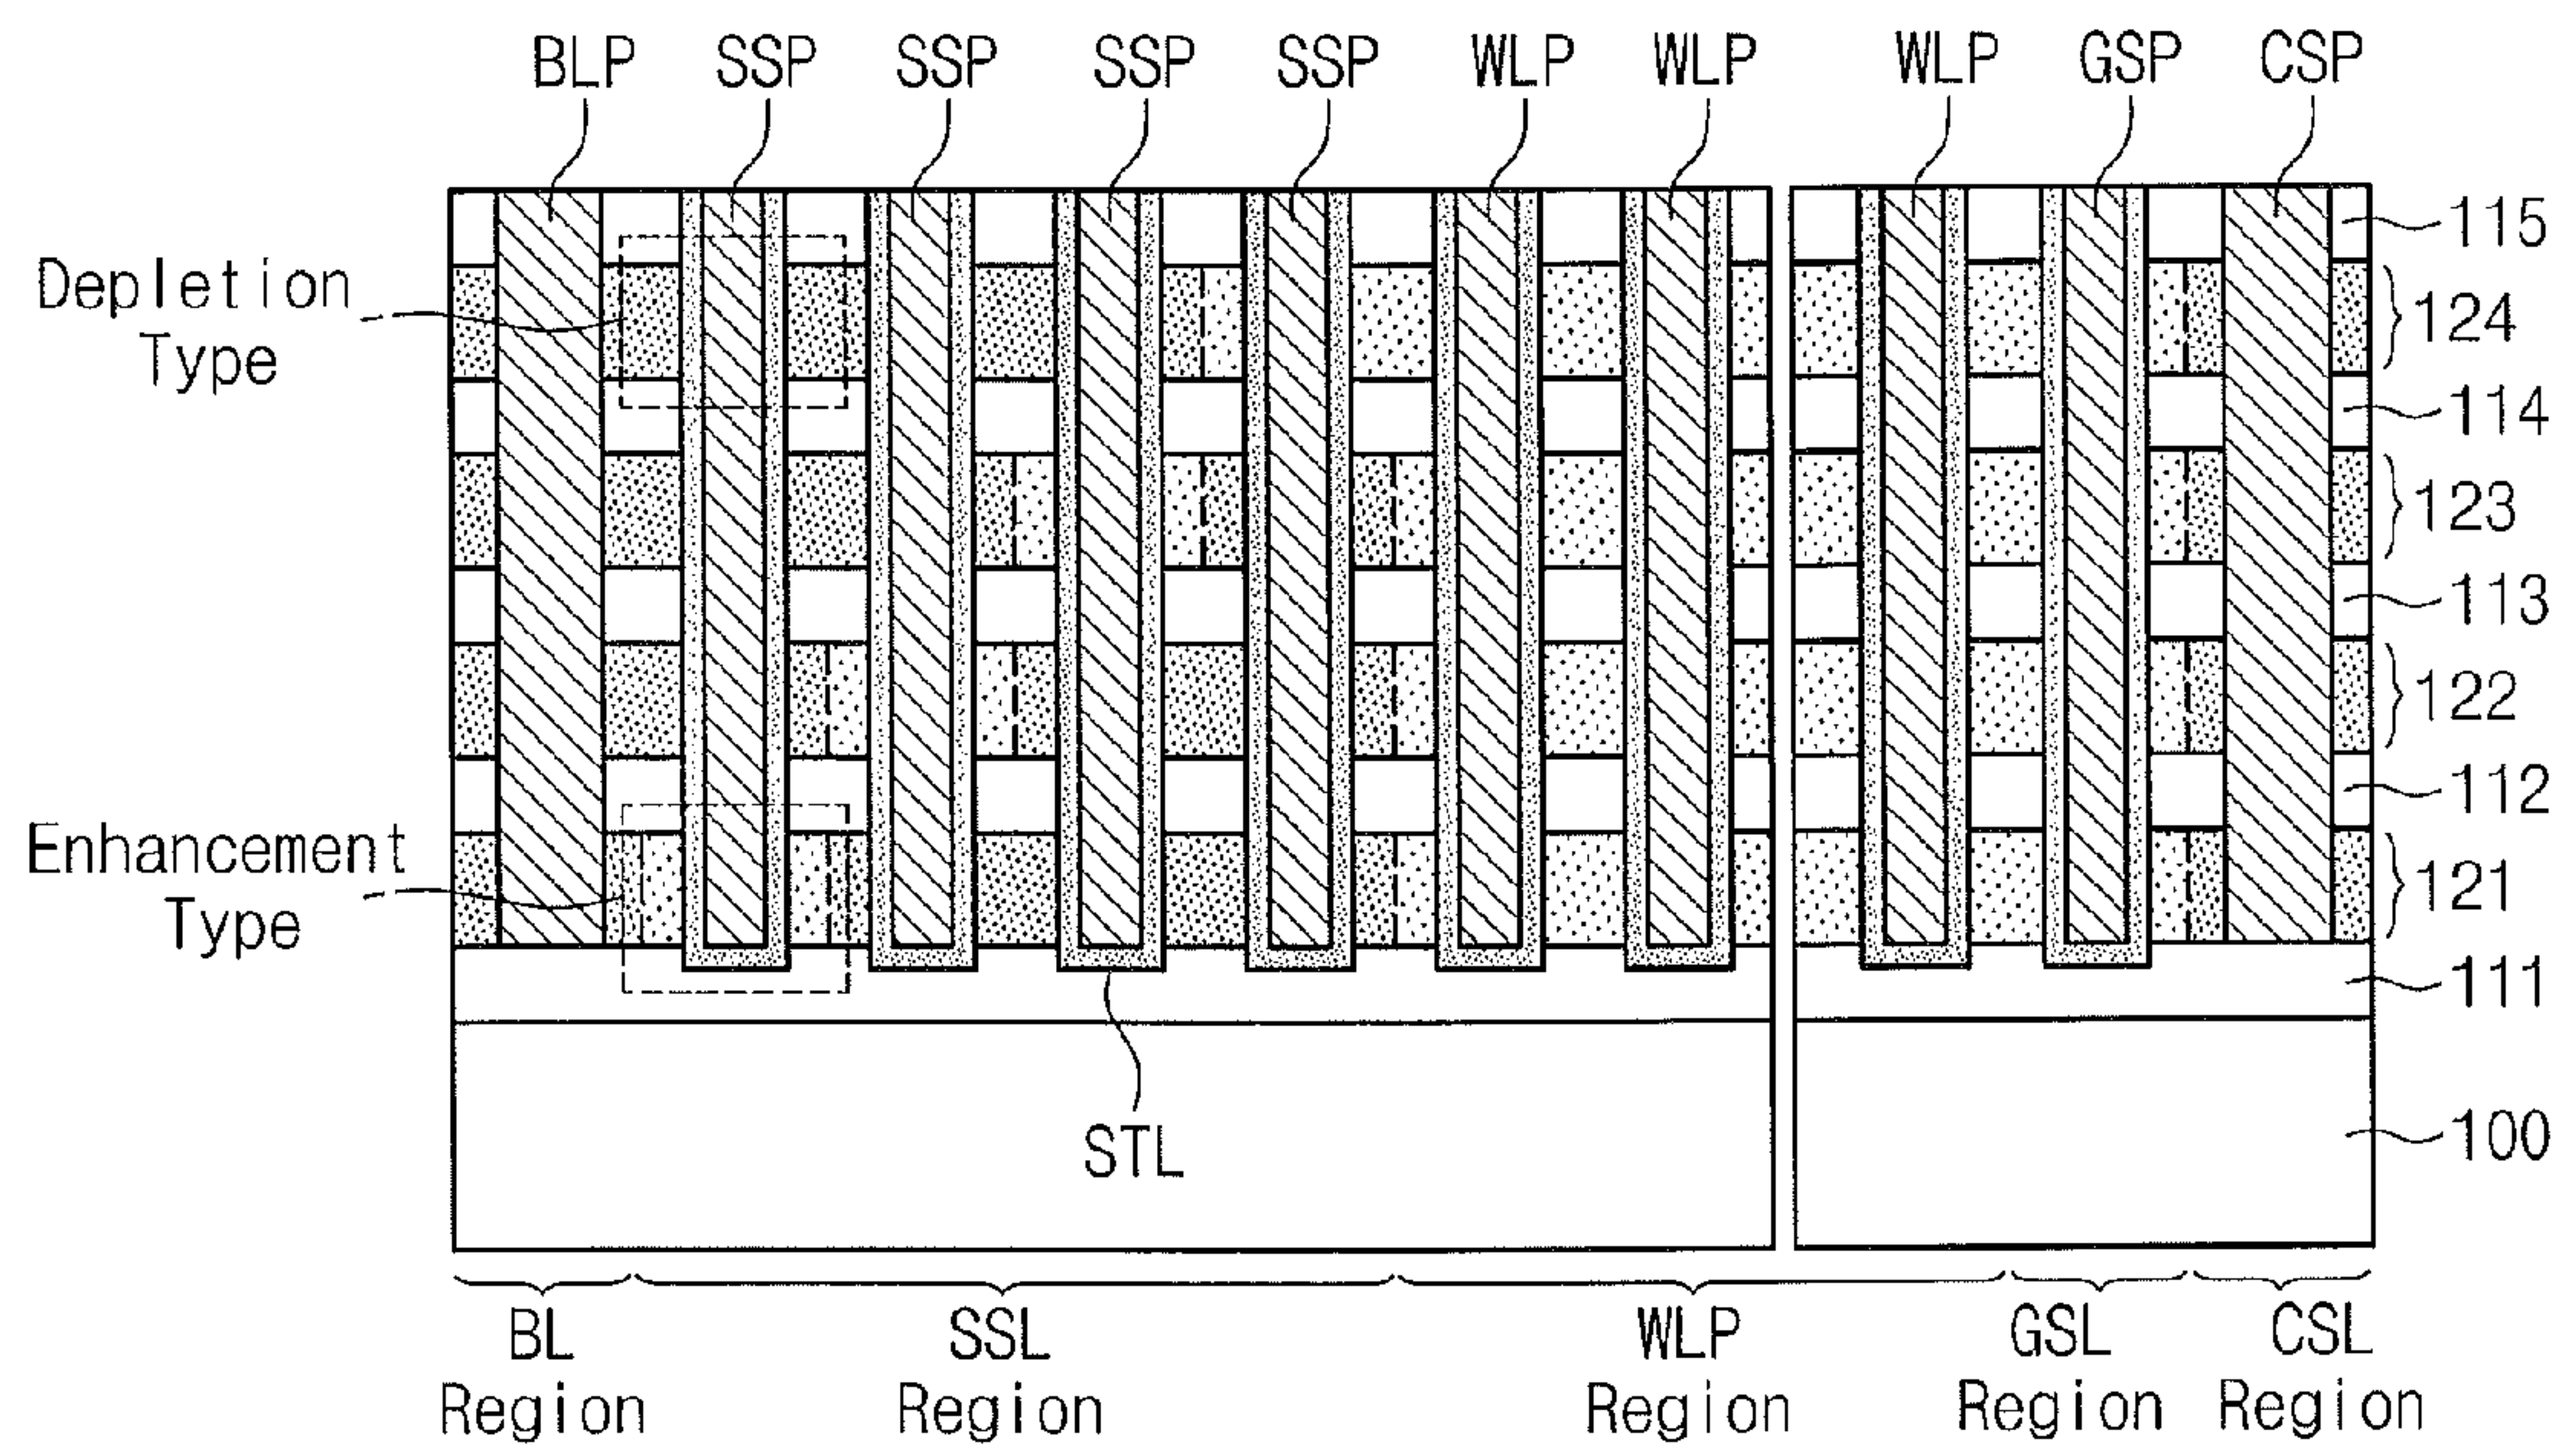 BLP SSP SSP SSP SSP WLP WLP WLP GSP CSP
115
Depletion
Type
124
114
123
113
122
112
Enhancement
Type
121
111
STL
100
BL
Region
SSL
Region
WLP
Region
GSL
Region
CSL
Region